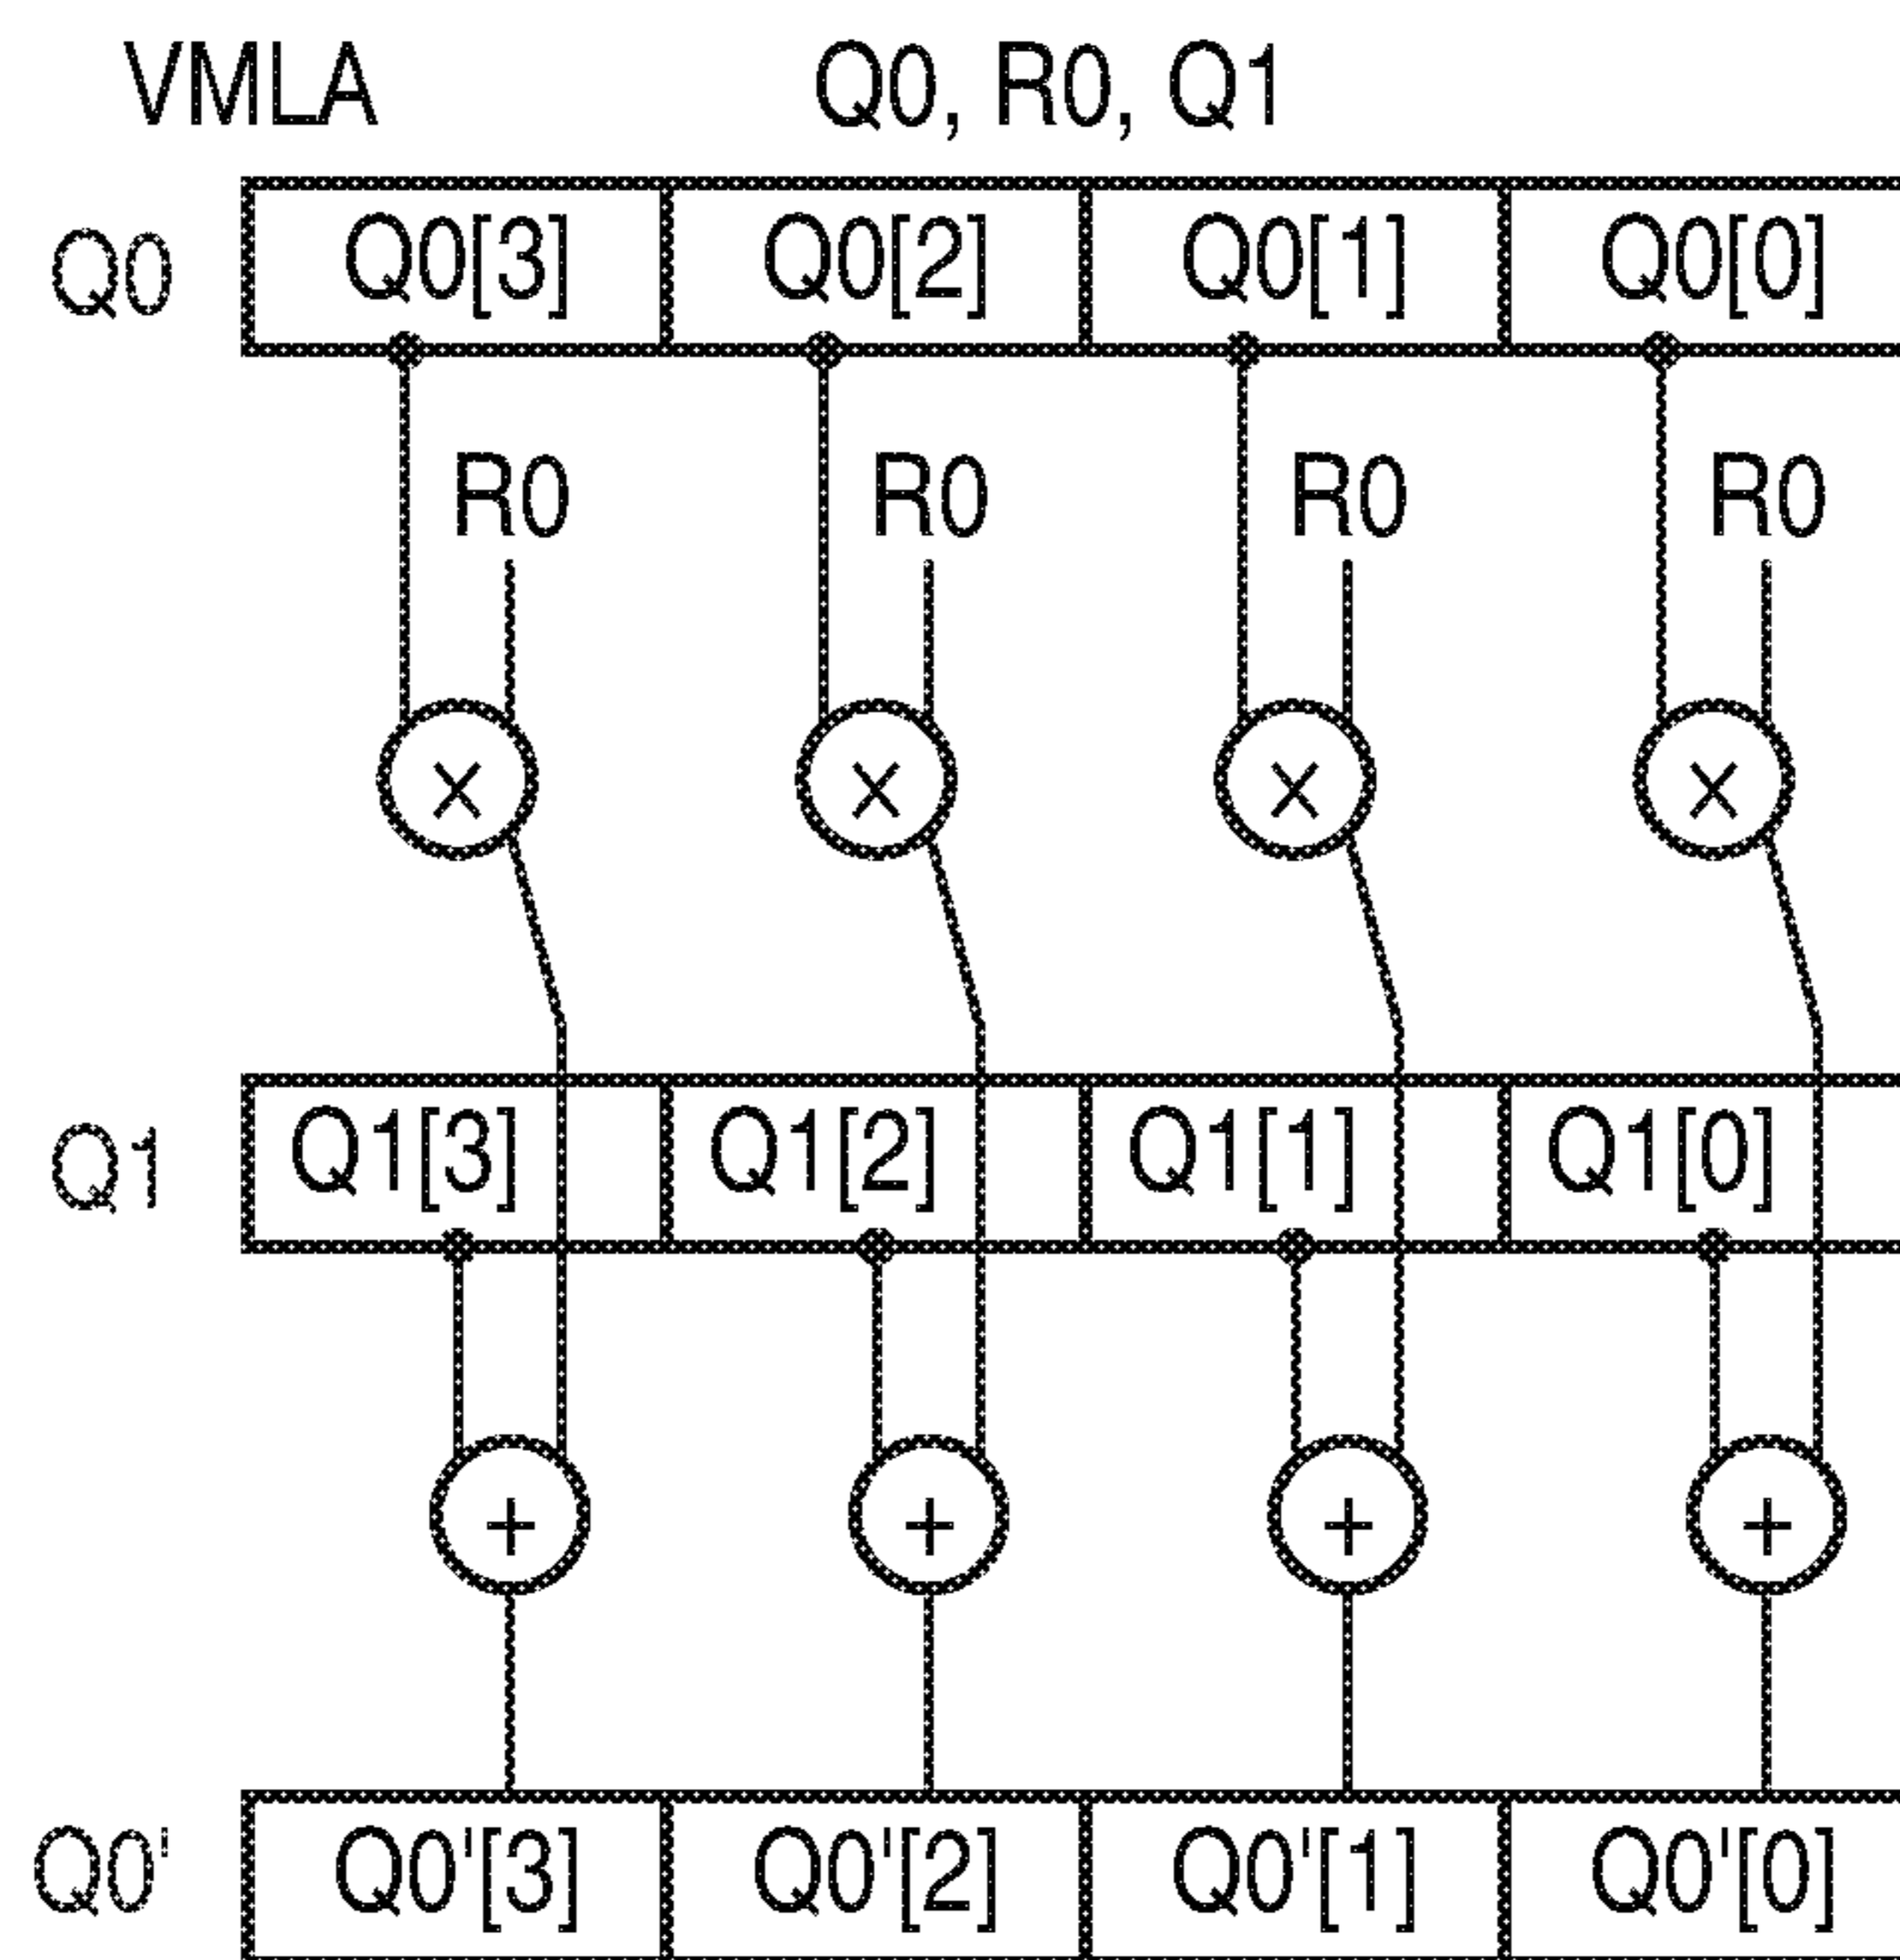 VMLA Q0, R0, Q1
Q0 Q0[3] Q0[2] Q0[1] Q0[0]
R0 R0 R0 R0
× × × ×
Q1 Q1[3] Q1[2] Q1[1] Q1[0]
+ + + +
Q0' Q0'[3] Q0'[2] Q0'[1] Q0'[0]